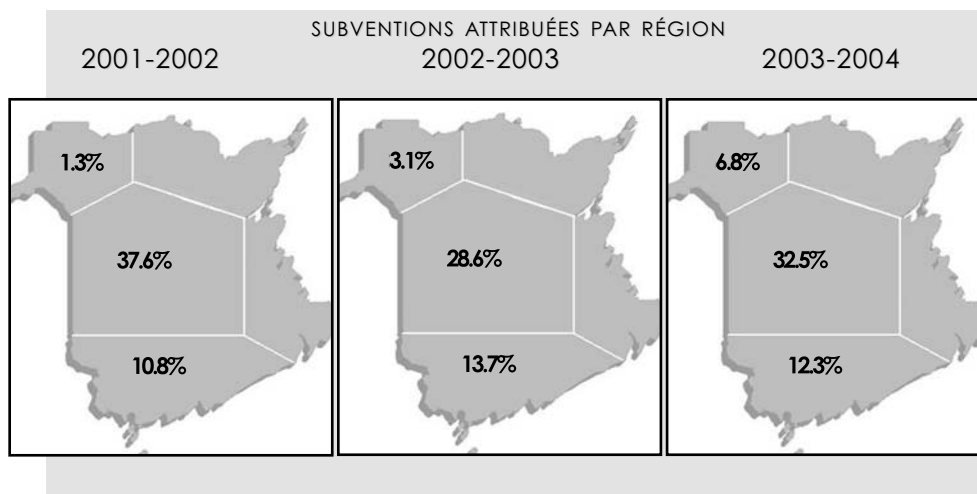 SUBVENTIONS ATTRIBUÉES PAR RÉGION
2001-2002 2002-2003 2003-2004
1.3% 3.1% 6.8%
37.6% 28.6% 32.5%
10.8% 13.7% 12.3%